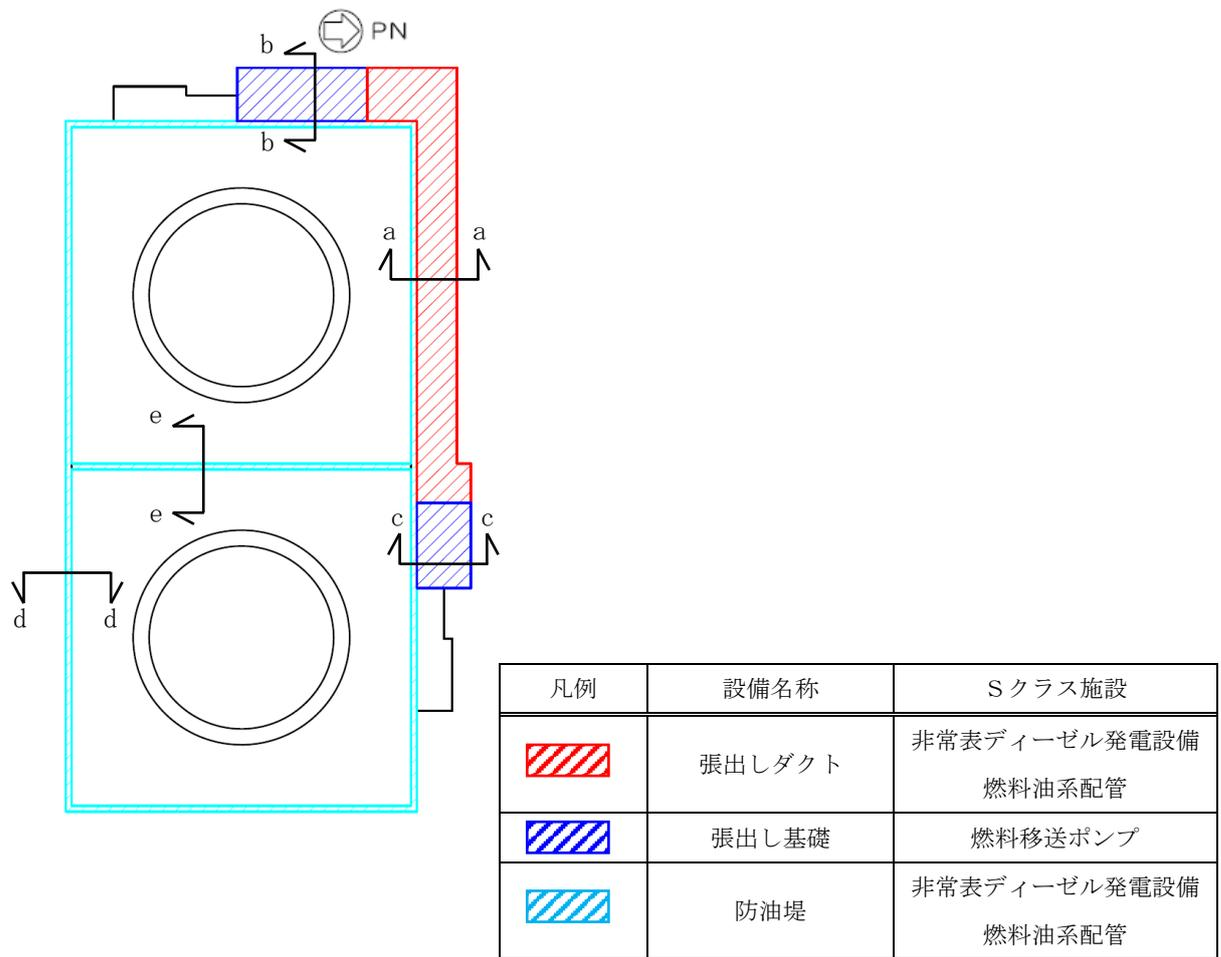 PN
b
b
a a
e
e
c c
d d
凡例 設備名称 Ｓクラス施設
張出しダクト 非常表ディーゼル発電設備
燃料油系配管
張出し基礎 燃料移送ポンプ
防油堤 非常表ディーゼル発電設備
燃料油系配管